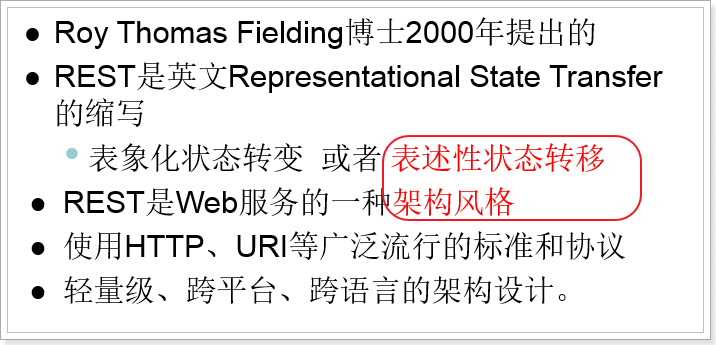 ● Roy Thomas Fielding博士2000年提出的
● REST是英文Representational State Transfer
的缩写
● 表象化状态转变 或者 表述性状态转移
● REST是Web服务的一种架构风格
● 使用HTTP、URI等广泛流行的标准和协议
● 轻量级、跨平台、跨语言的架构设计。